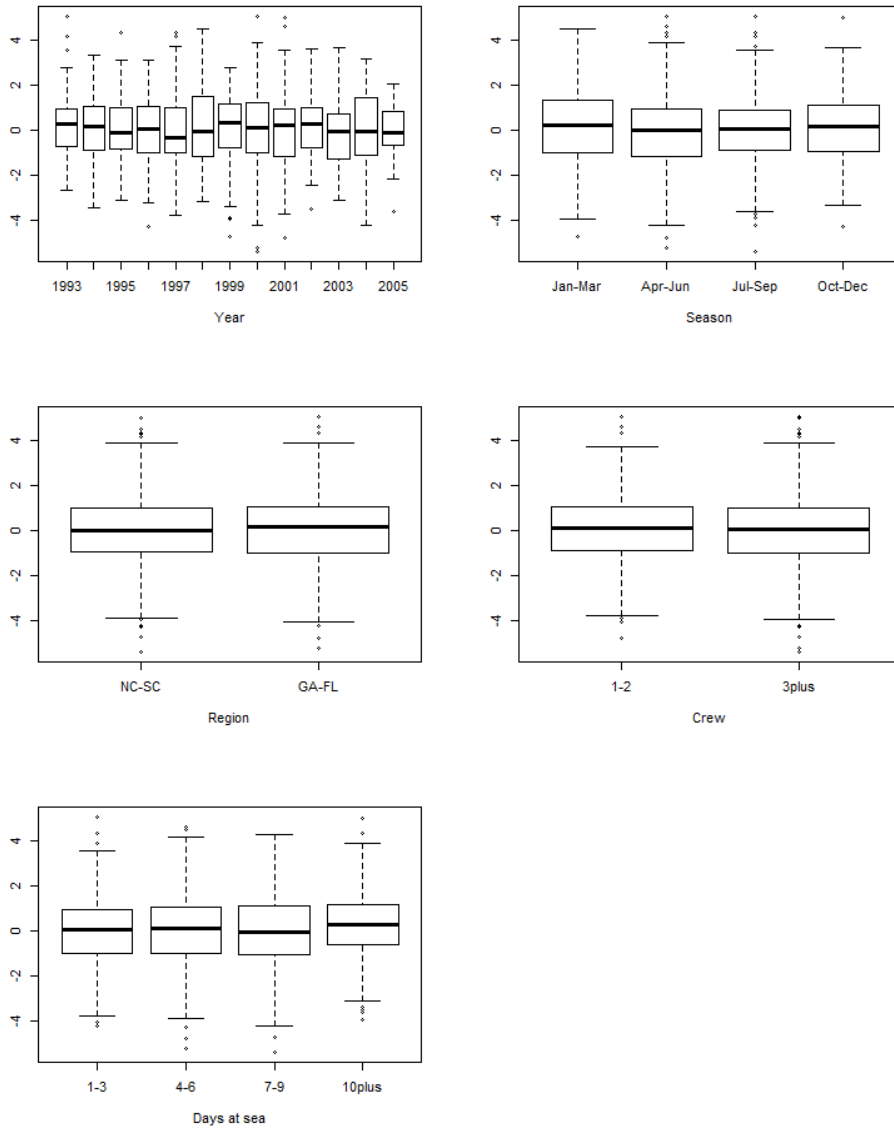 4
2
0
-2
-4
1993 1995 1997 1999 2001 2003 2005
Year
4
2
0
-2
-4
Jan-Mar Apr-Jun Jul-Sep Oct-Dec
Season
4
2
0
-2
-4
NC-SC GA-FL
Region
4
2
0
-2
-4
1-2 3plus
Crew
4
2
0
-2
-4
1-3 4-6 7-9 10plus
Days at sea